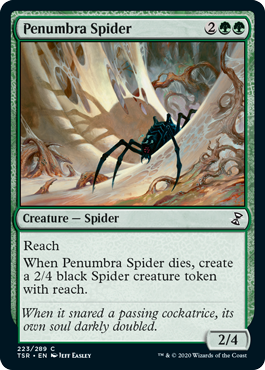 Penumbra Spider 2
Creature — Spider
Reach
When Penumbra Spider dies, create
a 2/4 black Spider creature token
with reach.
When it snared a passing cockatrice, its
own soul darkly doubled.
2/4
223/289 C
TSR • EN Jeff Easley ™ & © 2020 Wizards of the Coast